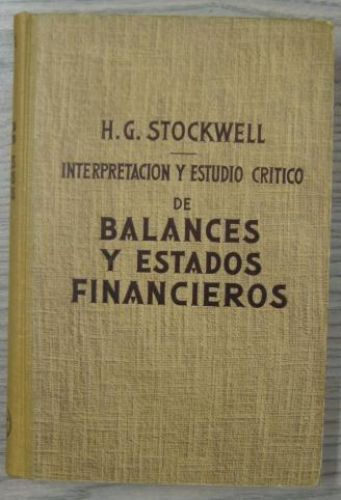 H. G. STOCKWELL
INTERPRETACION Y ESTUDIO CRITICO
DE
BALANCES
Y ESTADOS
FINANCIEROS